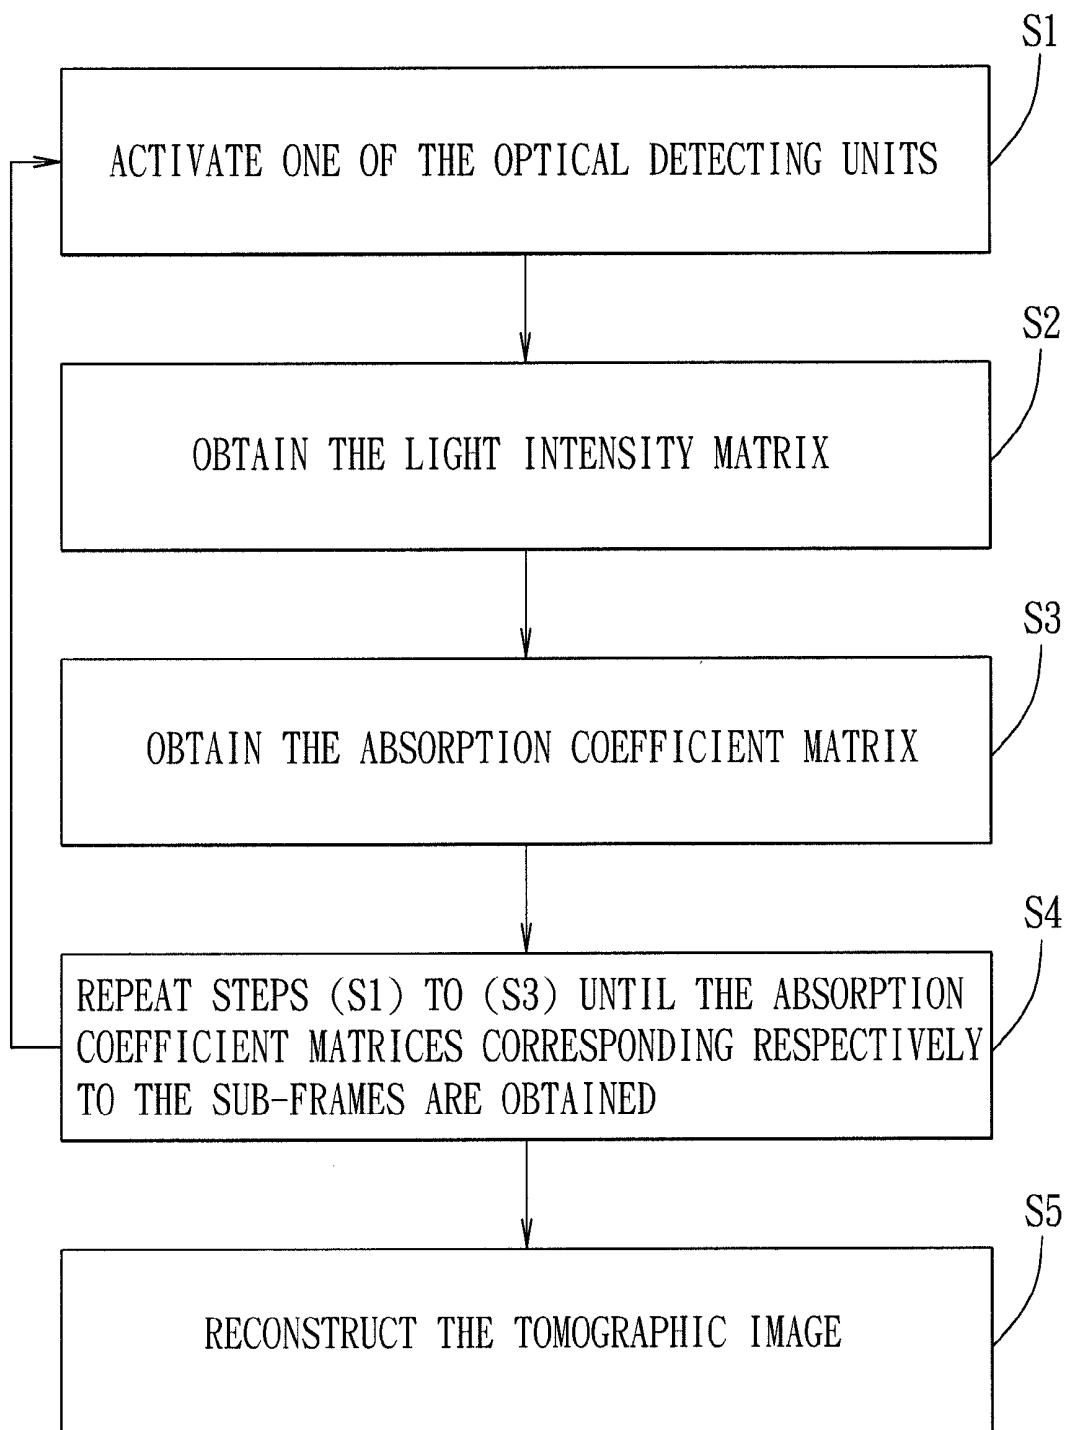 S1
ACTIVATE ONE OF THE OPTICAL DETECTING UNITS
S2
OBTAIN THE LIGHT INTENSITY MATRIX
S3
OBTAIN THE ABSORPTION COEFFICIENT MATRIX
S4
REPEAT STEPS (S1) TO (S3) UNTIL THE ABSORPTION
COEFFICIENT MATRICES CORRESPONDING RESPECTIVELY
TO THE SUB-FRAMES ARE OBTAINED
S5
RECONSTRUCT THE TOMOGRAPHIC IMAGE